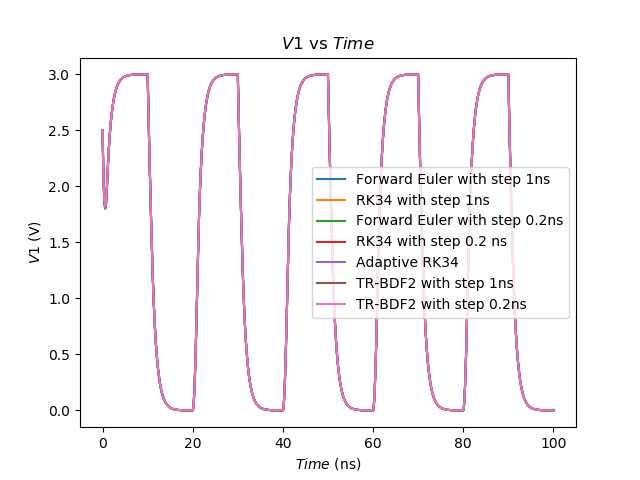 V1 vs Time
3.0
2.5
2.0
1.5
1.0
0.5
0.0
V1 (V)
Forward Euler with step 1ns
RK34 with step 1ns
Forward Euler with step 0.2ns
RK34 with step 0.2 ns
Adaptive RK34
TR-BDF2 with step 1ns
TR-BDF2 with step 0.2ns
0 20 40 60 80 100
Time (ns)